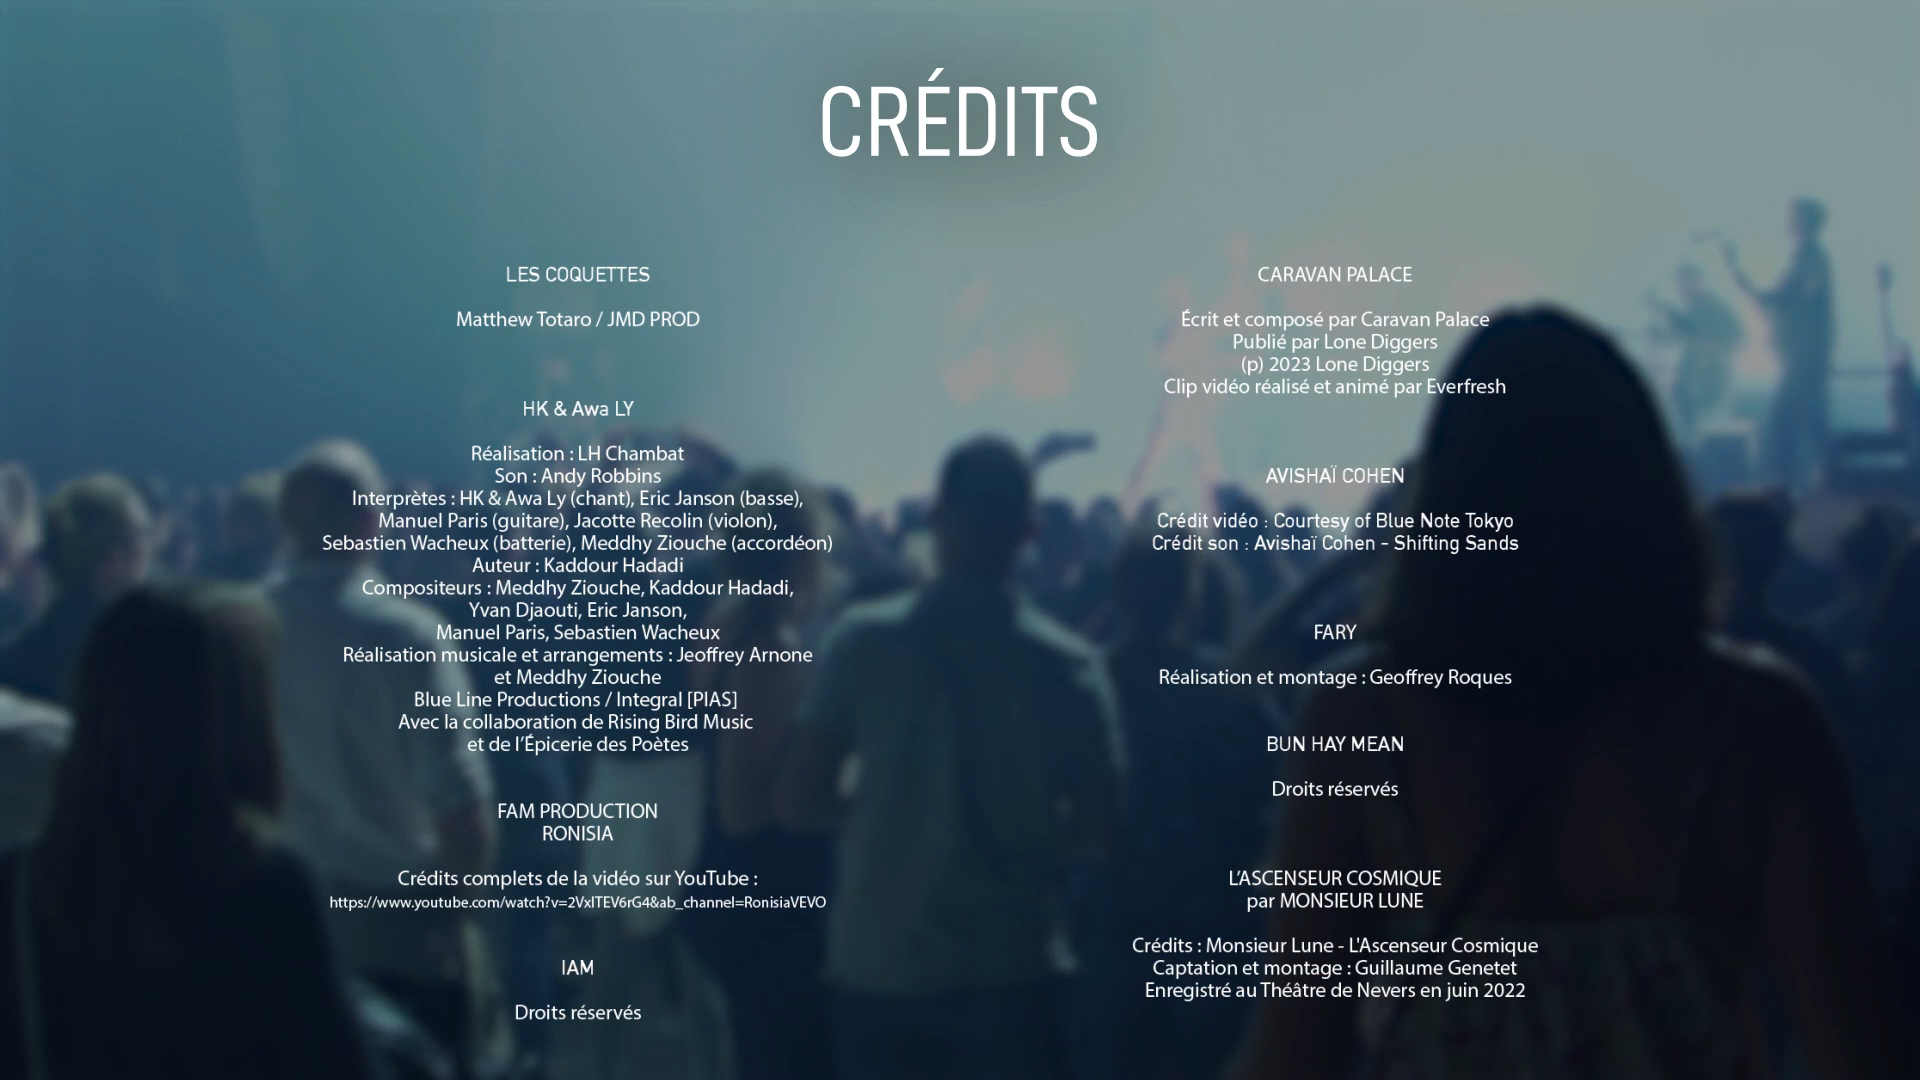 CRÉDITS
LES COQUETTES
Matthew Totaro / JMD PROD
HK & Awa LY
Réalisation : LH Chambat
Son : Andy Robbins
Interprètes : HK & Awa Ly (chant), Eric Janson (basse),
Manuel Paris (guitare), Jacotte Recolin (violon),
Sebastien Wacheux (batterie), Meddhy Ziouche (accordéon)
Auteur : Kaddour Hadadi
Compositeurs : Meddhy Ziouche, Kaddour Hadadi,
Yvan Djaouti, Eric Janson,
Manuel Paris, Sebastien Wacheux
Réalisation musicale et arrangements : Jeoffrey Arnone
et Meddhy Ziouche
Blue Line Productions / Integral [PIAS]
Avec la collaboration de Rising Bird Music
et de l’Épicerie des Poètes
FAM PRODUCTION
RONISIA
Crédits complets de la vidéo sur YouTube :
https://www.youtube.com/watch?v=2VxlTEV6rG4&ab_channel=RonisiaVEVO
IAM
Droits réservés
CARAVAN PALACE
Écrit et composé par Caravan Palace
Publié par Lone Diggers
(p) 2023 Lone Diggers
Clip vidéo réalisé et animé par Everfresh
AVISHAÏ COHEN
Crédit vidéo : Courtesy of Blue Note Tokyo
Crédit son : Avishaï Cohen - Shifting Sands
FARY
Réalisation et montage : Geoffrey Roques
BUN HAY MEAN
Droits réservés
L’ASCENSEUR COSMIQUE
par MONSIEUR LUNE
Crédits : Monsieur Lune - L'Ascenseur Cosmique
Captation et montage : Guillaume Genetet
Enregistré au Théâtre de Nevers en juin 2022